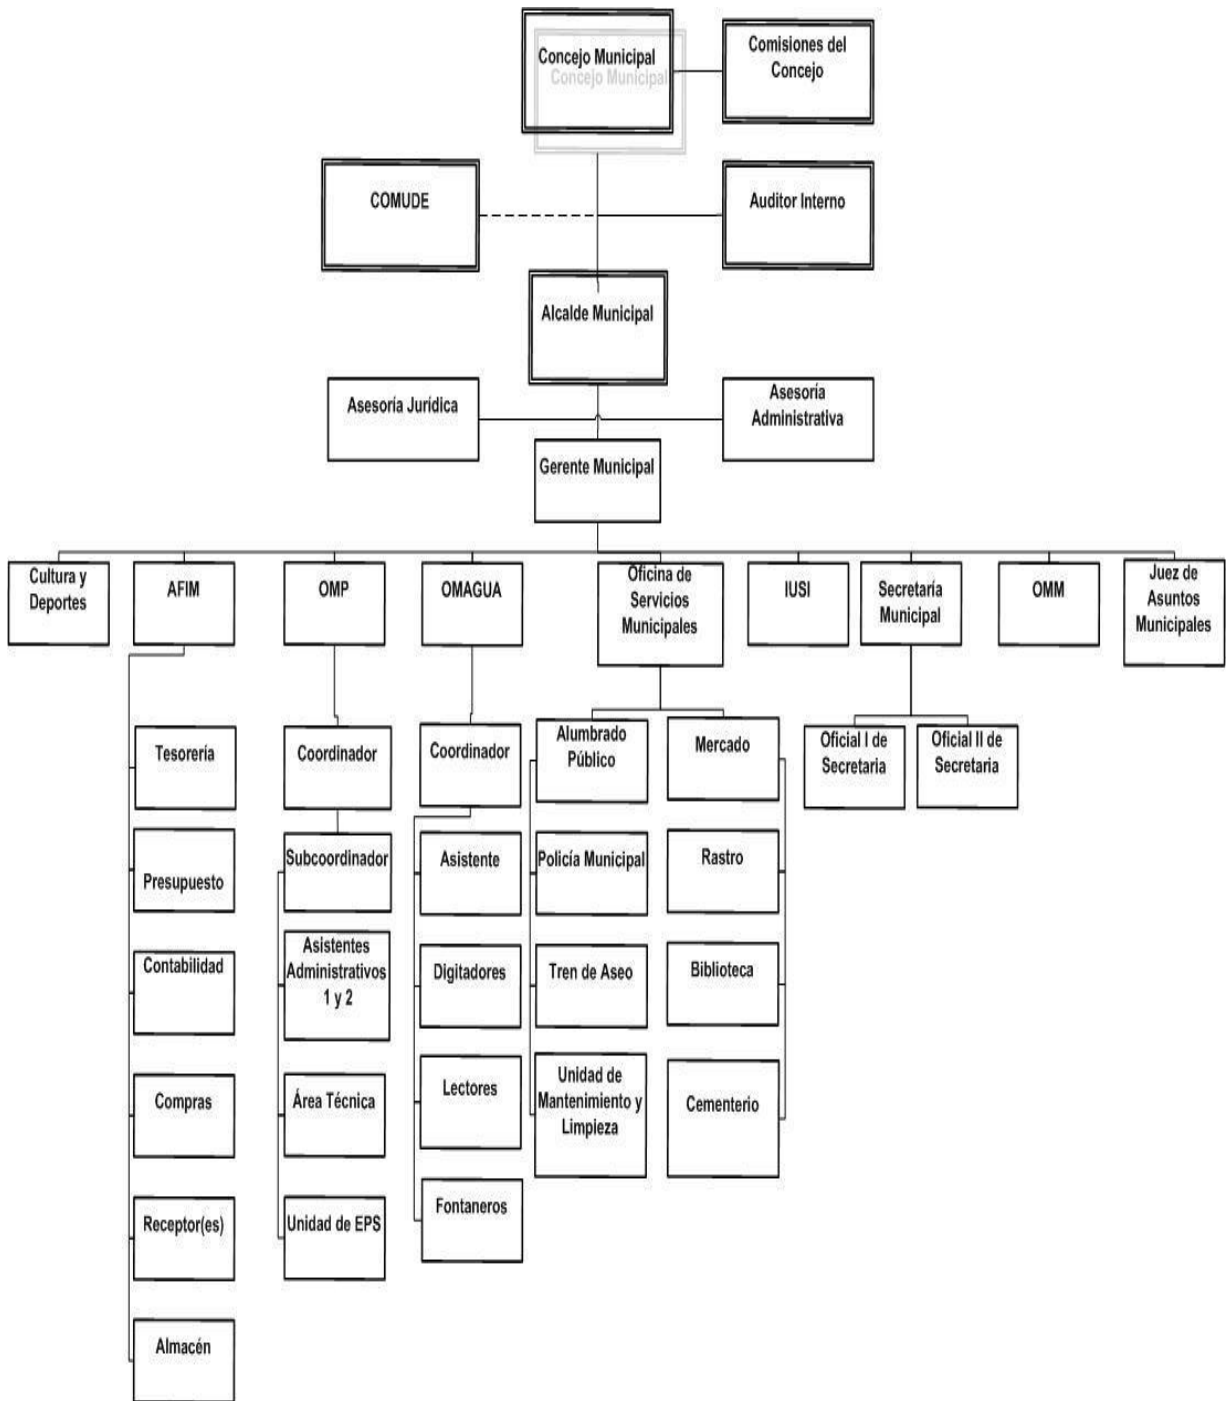 Concejo Municipal
Concejo Municipal
Comisiones del
Concejo
COMUDE
Auditor Interno
Alcalde Municipal
Asesoría Jurídica
Asesoría
Administrativa
Gerente Municipal
Cultura y
Deportes
AFIM
OMP
OMAGUA
Oficina de
Servicios
Municipales
IUSI
Secretaría
Municipal
OMM
Juez de
Asuntos
Municipales
Tesorería
Coordinador
Coordinador
Alumbrado
Público
Mercado
Oficial I de
Secretaria
Oficial II de
Secretaria
Presupuesto
Subcoordinador
Asistente
Policía Municipal
Rastro
Contabilidad
Asistentes
Administrativos
1 y 2
Digitadores
Tren de Aseo
Biblioteca
Compras
Área Técnica
Lectores
Unidad de
Mantenimiento y
Limpieza
Cementerio
Receptor(es)
Unidad de EPS
Fontaneros
Almacén